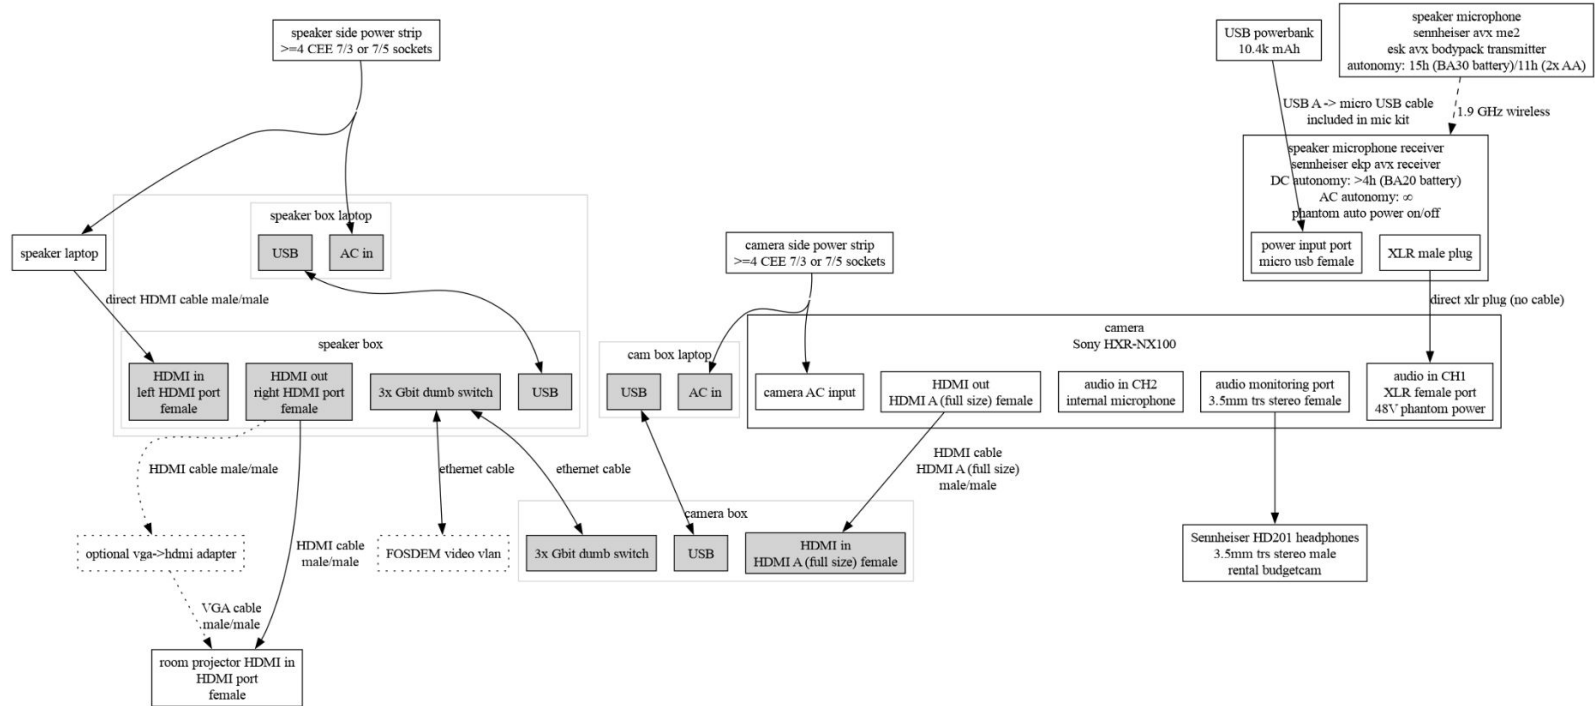 speaker side power strip
>=4 CEE 7/3 or 7/5 sockets
USB powerbank
10.4k mAh
speaker microphone
sennheiser avx me2
esk avx bodypack transmitter
autonomy: 15h (BA30 battery)/11h (2x AA)
USB A -> micro USB cable
included in mic kit
1.9 GHz wireless
speaker microphone receiver
sennheiser ekp avx receiver
DC autonomy: >4h (BA20 battery)
AC autonomy: ∞
phantom auto power on/off
power input port
micro usb female
XLR male plug
direct xlr plug (no cable)
speaker box laptop
USB
AC in
speaker laptop
direct HDMI cable male/male
camera side power strip
>=4 CEE 7/3 or 7/5 sockets
speaker box
HDMI in
left HDMI port
female
HDMI out
right HDMI port
female
3x Gbit dumb switch
USB
cam box laptop
USB
AC in
camera
Sony HXR-NX100
camera AC input
HDMI out
HDMI A (full size) female
audio in CH2
internal microphone
audio monitoring port
3.5mm trs stereo female
audio in CH1
XLR female port
48V phantom power
HDMI cable male/male
ethernet cable
ethernet cable
HDMI cable
HDMI A (full size)
male/male
optional vga->hdmi adapter
HDMI cable
male/male
FOSDEM video vlan
camera box
3x Gbit dumb switch
USB
HDMI in
HDMI A (full size) female
Sennheiser HD201 headphones
3.5mm trs stereo male
rental budgetcam
VGA cable
male/male
room projector HDMI in
HDMI port
female